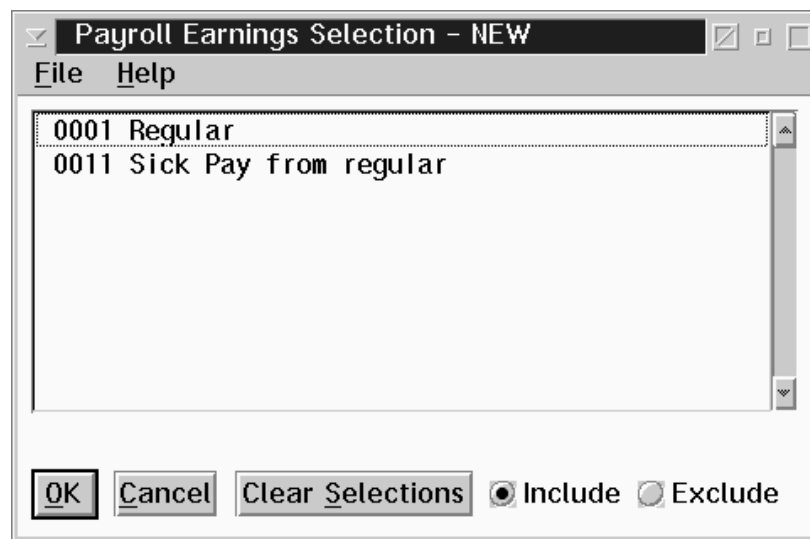 Payroll Earnings Selection - NEW
File Help
0001 Regular
0011 Sick Pay from regular
OK Cancel Clear Selections Include Exclude